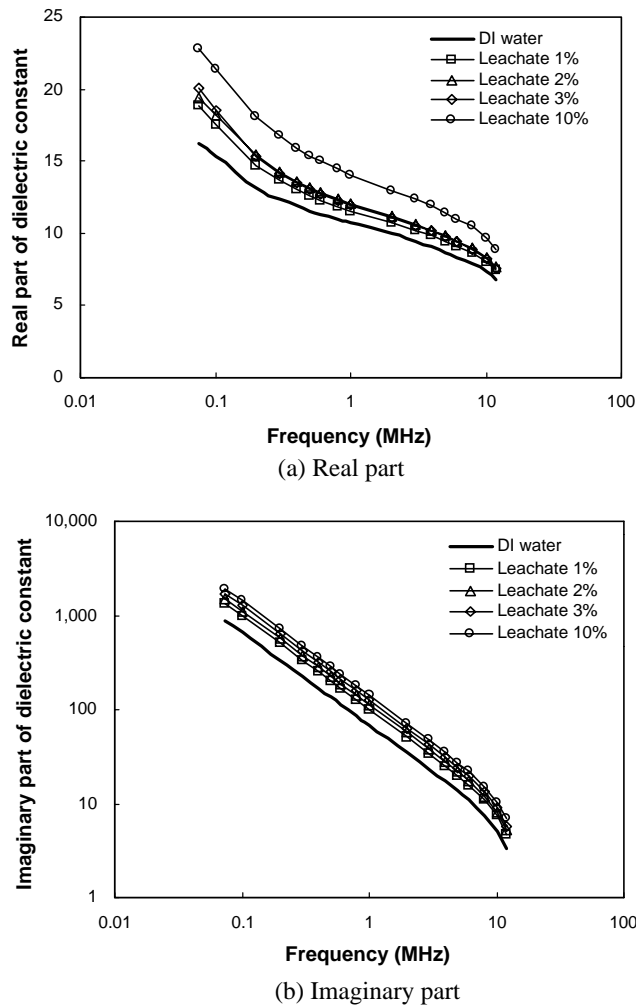 25
20
15
10
5
0
Real part of dielectric constant
DI water
Leachate 1%
Leachate 2%
Leachate 3%
Leachate 10%
0.01
0.1
1
10
100
Frequency (MHz)
(a) Real part
10,000
1,000
100
10
1
Imaginary part of dielectric constant
DI water
Leachate 1%
Leachate 2%
Leachate 3%
Leachate 10%
0.01
0.1
1
10
100
Frequency (MHz)
(b) Imaginary part